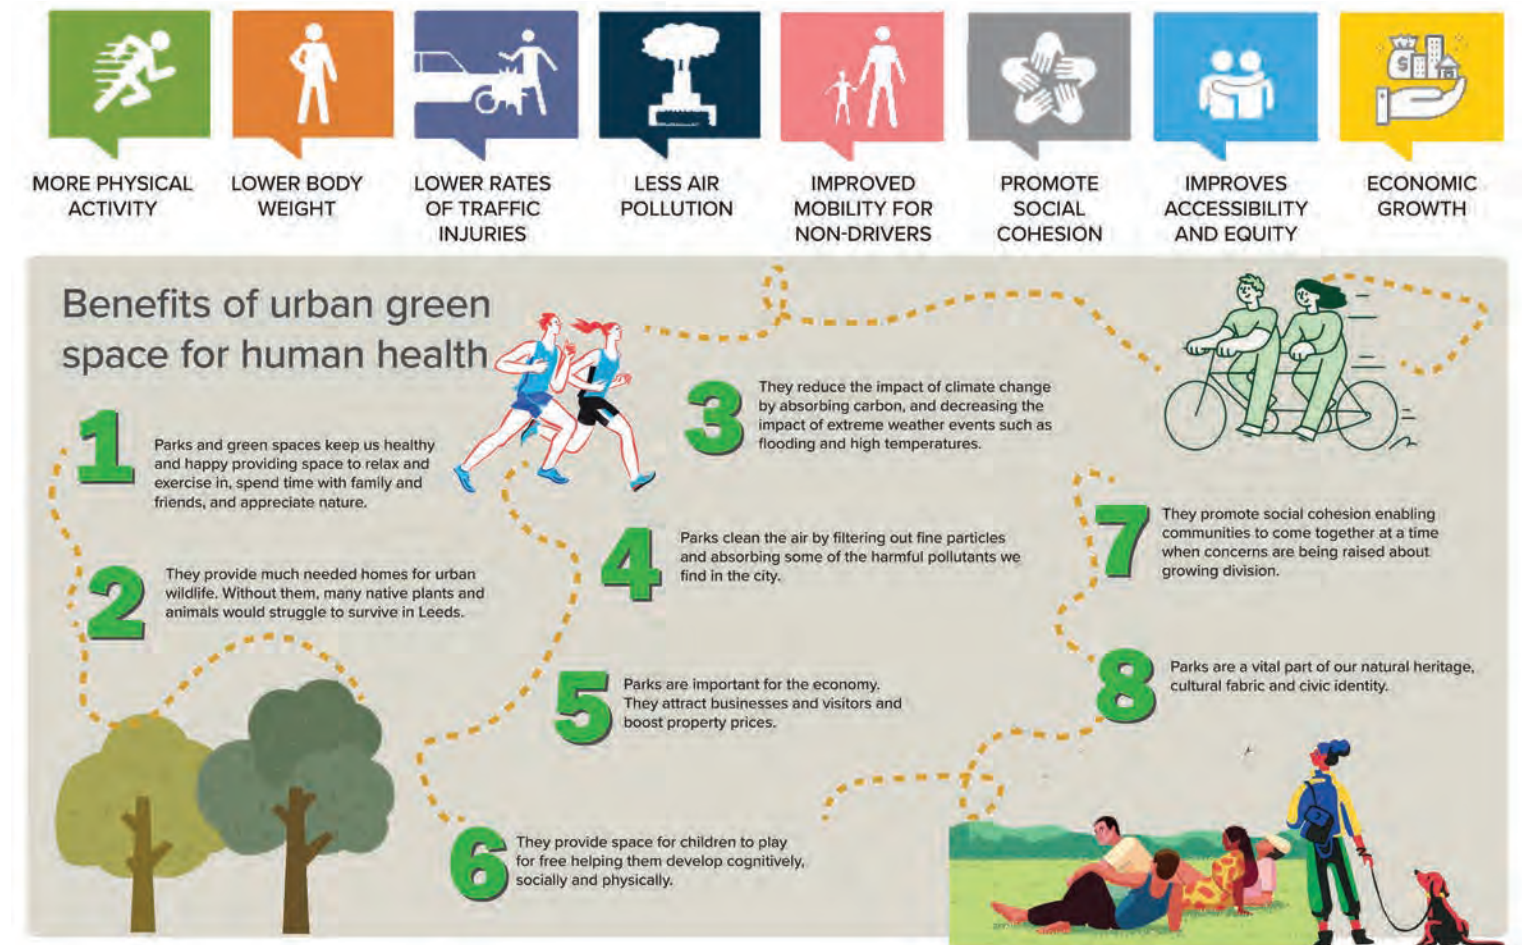 MORE PHYSICAL
ACTIVITY
LOWER BODY
WEIGHT
LOWER RATES
OF TRAFFIC
INJURIES
LESS AIR
POLLUTION
IMPROVED
MOBILITY FOR
NON-DRIVERS
PROMOTE
SOCIAL
COHESION
IMPROVES
ACCESSIBILITY
AND EQUITY
ECONOMIC
GROWTH
$
Benefits of urban green
space for human health
1
Parks and green spaces keep us healthy
and happy providing space to relax and
exercise in, spend time with family and
friends, and appreciate nature.
2
They provide much needed homes for urban
wildlife. Without them, many native plants and
animals would struggle to survive in Leeds.
3
They reduce the impact of climate change
by absorbing carbon, and decreasing the
impact of extreme weather events such as
flooding and high temperatures.
4
Parks clean the air by filtering out fine particles
and absorbing some of the harmful pollutants we
find in the city.
5
Parks are important for the economy.
They attract businesses and visitors and
boost property prices.
6
They provide space for children to play
for free helping them develop cognitively,
socially and physically.
7
They promote social cohesion enabling
communities to come together at a time
when concerns are being raised about
growing division.
8
Parks are a vital part of our natural heritage,
cultural fabric and civic identity.